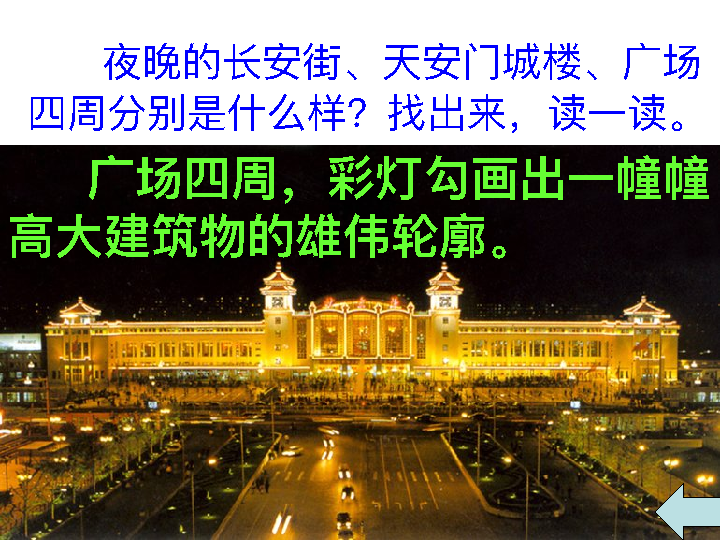 夜晚的长安街、天安门城楼、广场
四周分别是什么样？找出来，读一读。
广场四周，彩灯勾画出一幢幢
高大建筑物的雄伟轮廓。